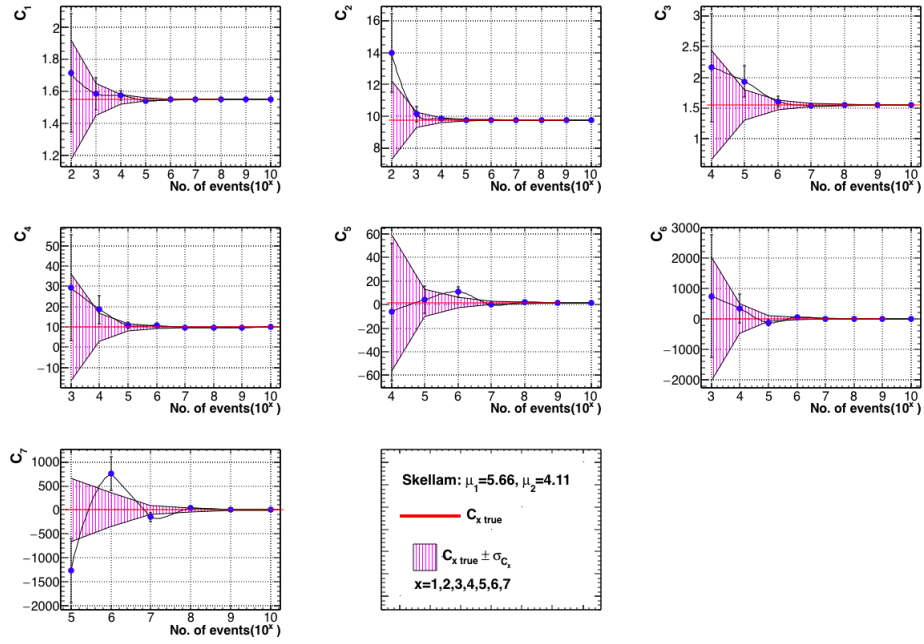 C₁
2
1.8
1.6
1.4
1.2
2 3 4 5 6 7 8 9 10
No. of events(10ˣ )
C₂
16
14
12
10
8
2 3 4 5 6 7 8 9 10
No. of events(10ˣ )
C₃
3
2.5
2
1.5
1
4 5 6 7 8 9 10
No. of events(10ˣ )
C₄
50
40
30
20
10
0
−10
3 4 5 6 7 8 9 10
No. of events(10ˣ )
C₅
60
40
20
0
−20
−40
−60
4 5 6 7 8 9 10
No. of events(10ˣ )
C₆
3000
2000
1000
0
−1000
−2000
3 4 5 6 7 8 9 10
No. of events(10ˣ )
C₇
1000
500
0
−500
−1000
−1500
−2000
5 6 7 8 9 10
No. of events(10ˣ )
Skellam: μ₁=5.66, μ₂=4.11
Cₓ true
Cₓ true ± σCₓ
x=1,2,3,4,5,6,7